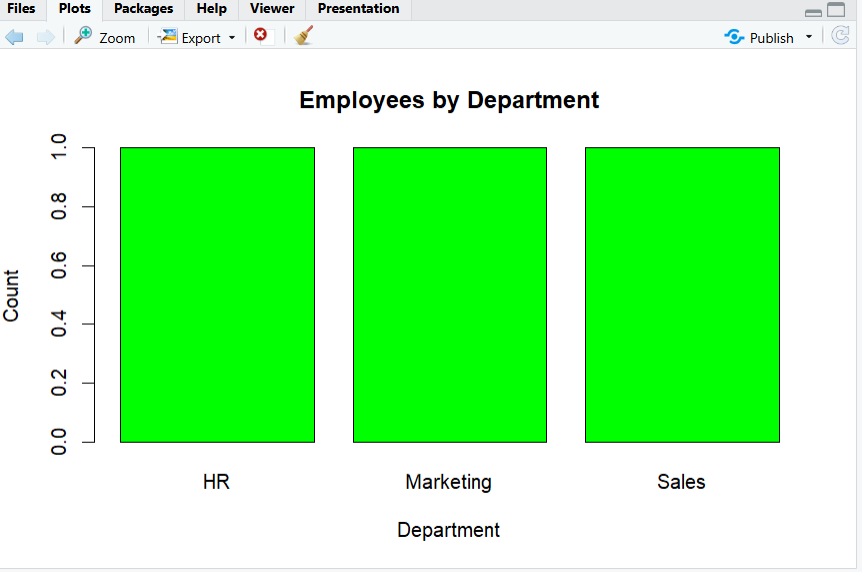 Files Plots Packages Help Viewer Presentation
Zoom Export Publish
Employees by Department
1.0
0.8
0.6
0.4
0.2
0.0
Count
HR Marketing Sales
Department